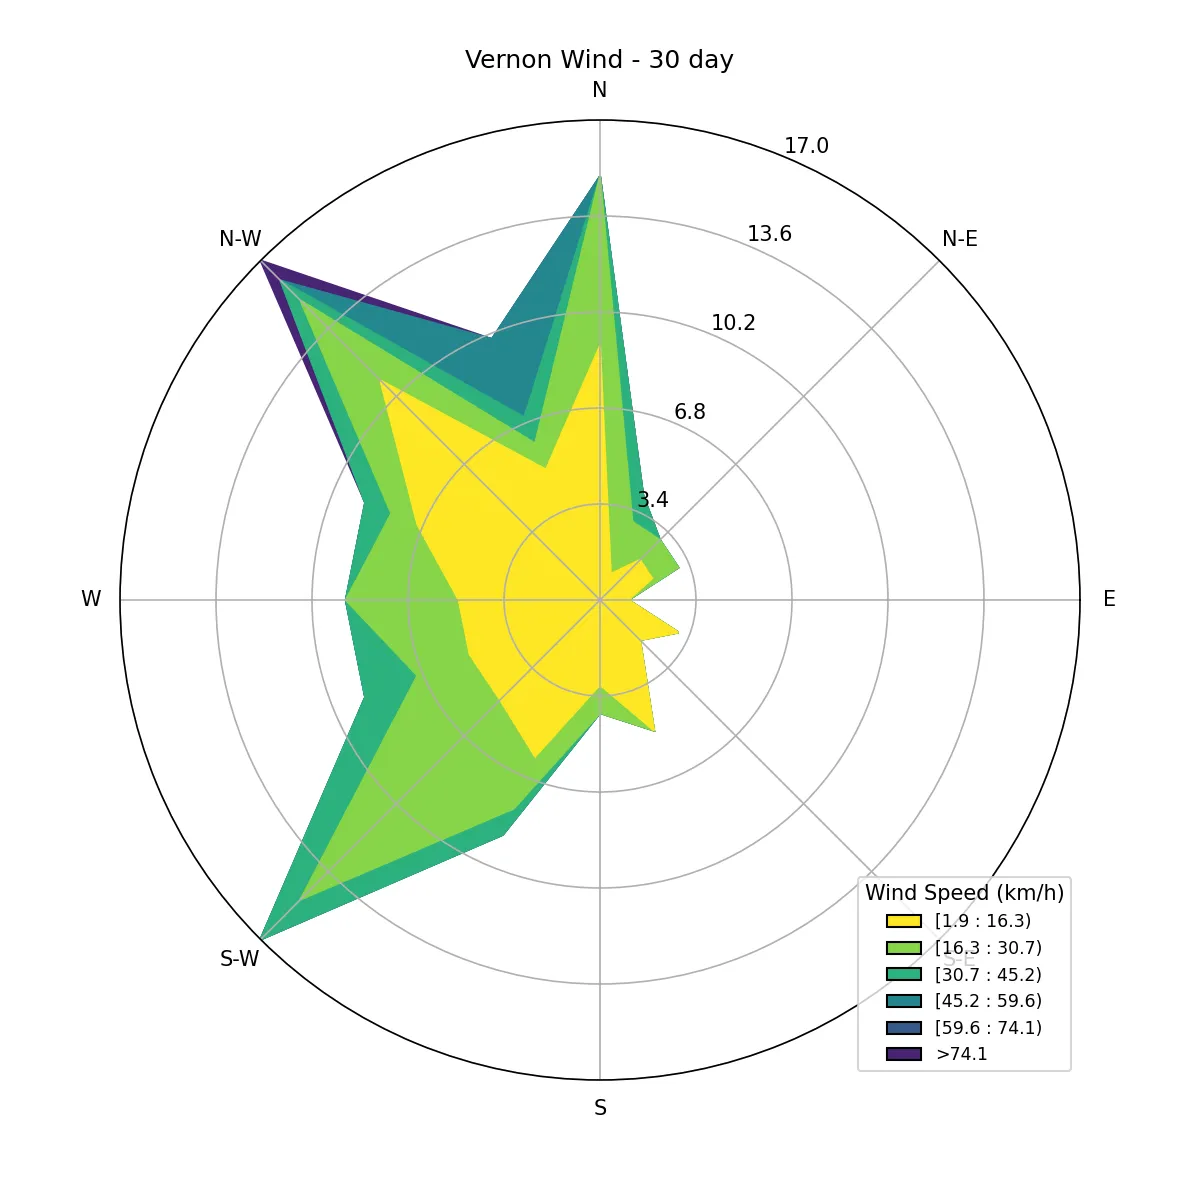 Vernon Wind - 30 day
N
17.0
N-W
13.6
N-E
10.2
6.8
3.4
W
E
S-W
S-E
Wind Speed (km/h)
[1.9 : 16.3)
[16.3 : 30.7)
[30.7 : 45.2)
[45.2 : 59.6)
[59.6 : 74.1)
>74.1
S